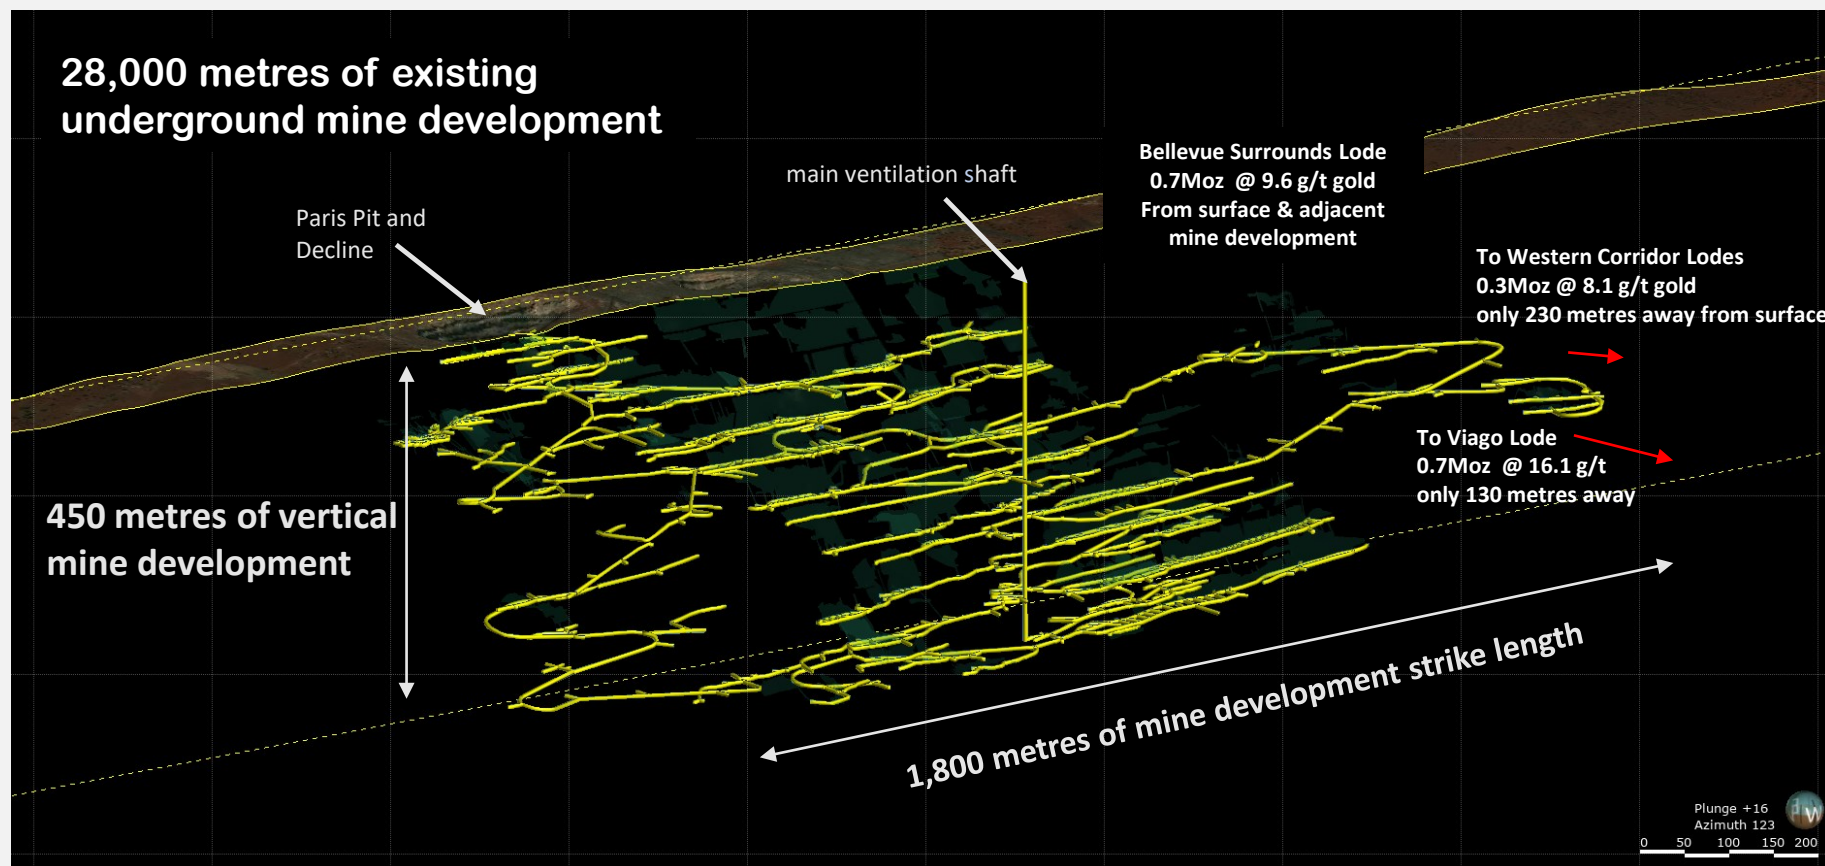 28,000 metres of existing
underground mine development
main ventilation shaft
Paris Pit and
Decline
Bellevue Surrounds Lode
0.7Moz @ 9.6 g/t gold
From surface & adjacent
mine development
To Western Corridor Lodes
0.3Moz @ 8.1 g/t gold
only 230 metres away from surface
To Viago Lode
0.7Moz @ 16.1 g/t
only 130 metres away
450 metres of vertical
mine development
1,800 metres of mine development strike length
Plunge +16
Azimuth 123
W
0 50 100 150 200